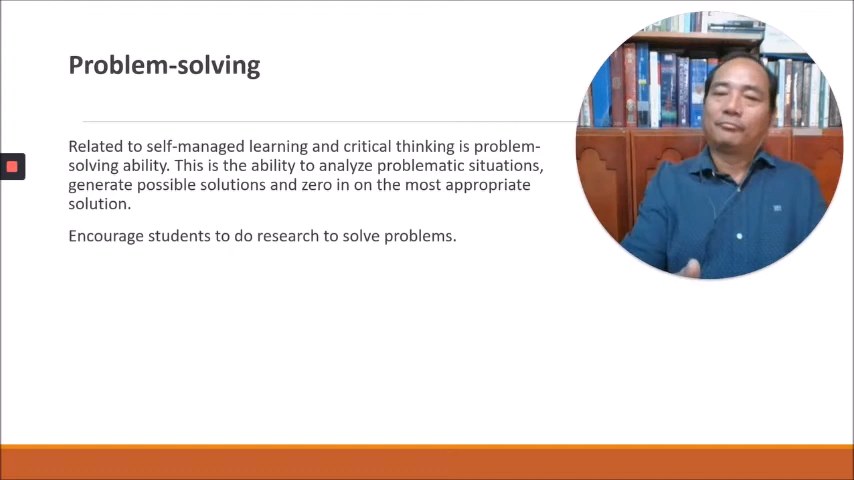 Problem-solving
Related to self-managed learning and critical thinking is problem-
solving ability. This is the ability to analyze problematic situations,
generate possible solutions and zero in on the most appropriate
solution.
Encourage students to do research to solve problems.